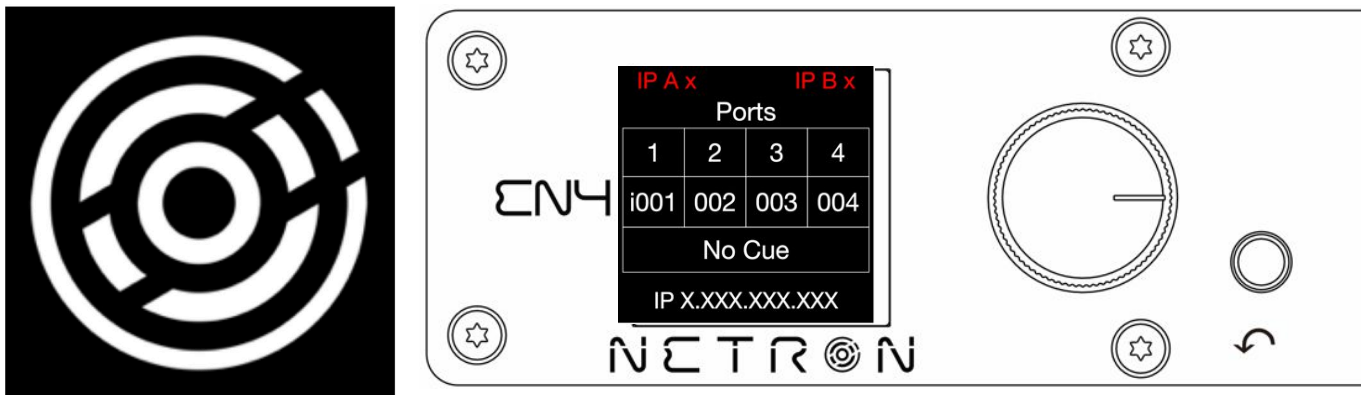 IP A x IP B x
Ports
1 2 3 4
EN4
i001 002 003 004
No Cue
IP X.XXX.XXX.XXX
NETRON